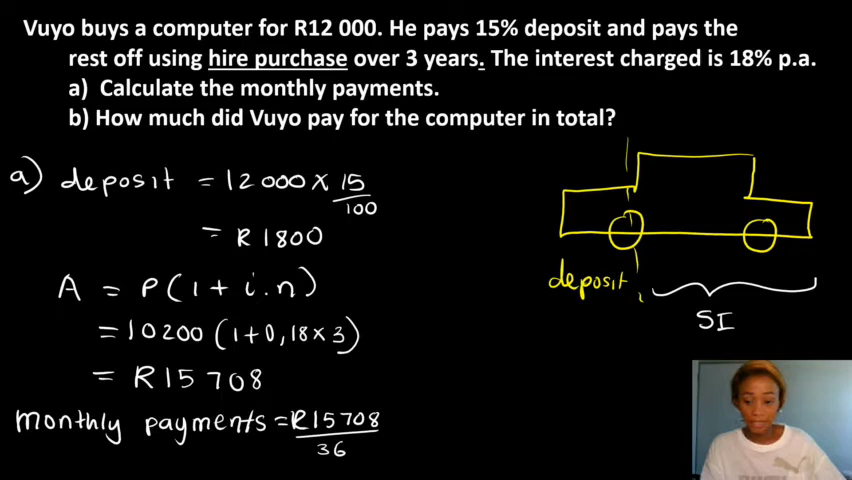 Vuyo buys a computer for R12 000. He pays 15% deposit and pays the
rest off using hire purchase over 3 years. The interest charged is 18% p.a.
a) Calculate the monthly payments.
b) How much did Vuyo pay for the computer in total?
a) deposit = 12 000 × 15/100
= R1800
A = P(1 + i.n)
= 10200 (1+0,18×3)
= R15 708
monthly payments = R15708/36
deposit
SI
PUMA